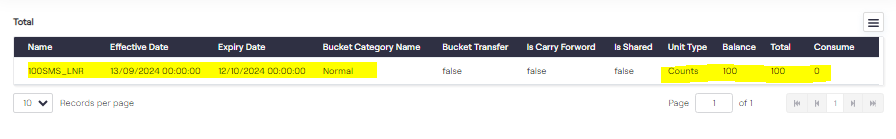 Total
Name Effective Date Expiry Date Bucket Category Name Bucket Transfer Is Carry Forword Is Shared Unit Type Balance Total Consume
100SMS_LNR 13/09/2024 00:00:00 12/10/2024 00:00:00 Normal false false false Counts 100 100 0
10 Records per page Page 1 of 1 1